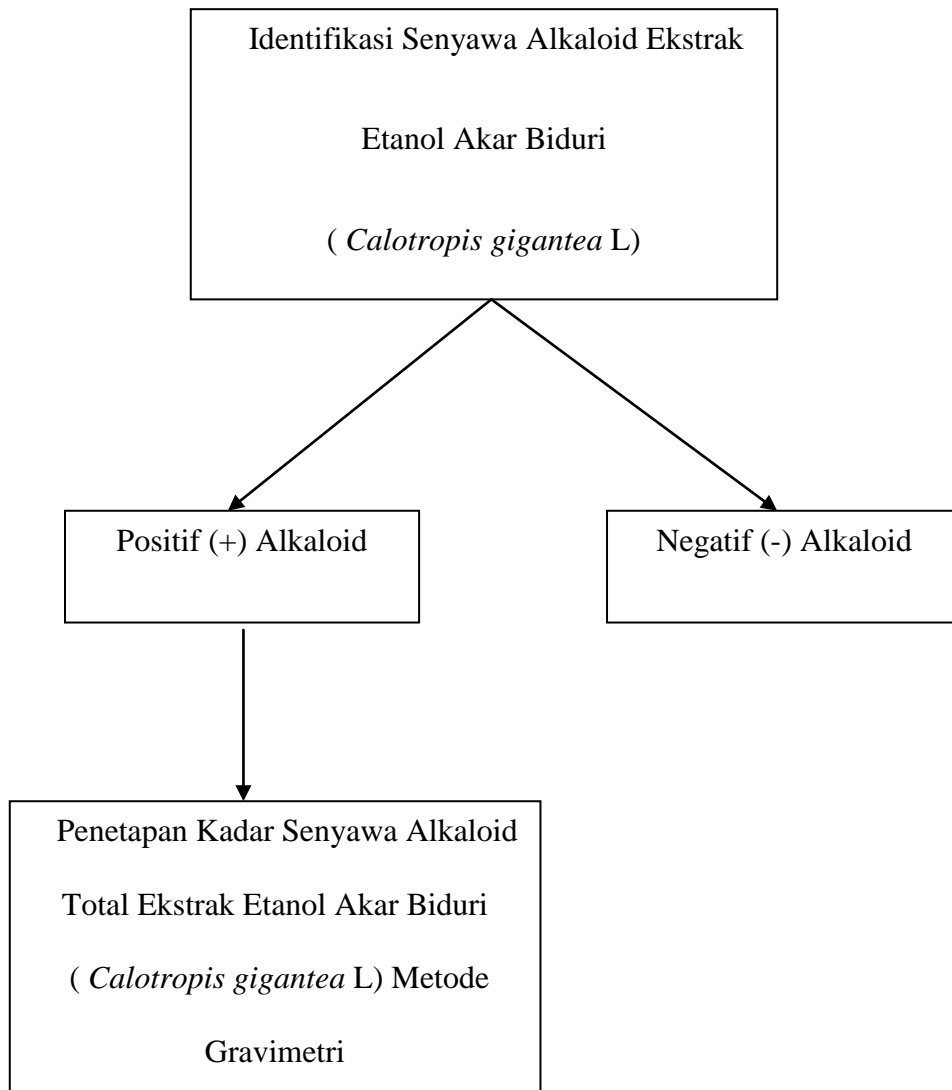 Identifikasi Senyawa Alkaloid Ekstrak
Etanol Akar Biduri
( Calotropis gigantea L)
Positif (+) Alkaloid
Negatif (-) Alkaloid
Penetapan Kadar Senyawa Alkaloid
Total Ekstrak Etanol Akar Biduri
( Calotropis gigantea L) Metode
Gravimetri